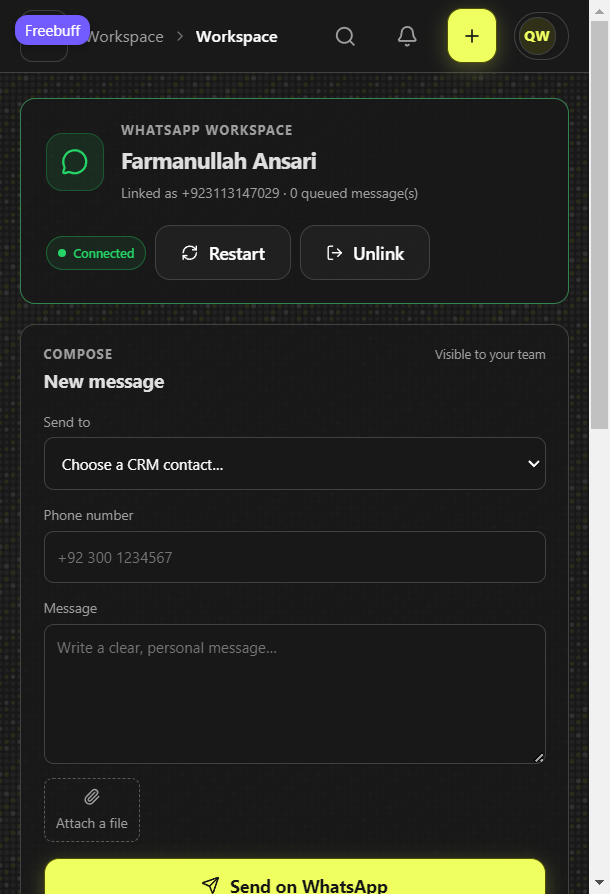 Freebuff
Workspace > Workspace
QW
WHATSAPP WORKSPACE
Farmanullah Ansari
Linked as +923113147029 · 0 queued message(s)
Connected
Restart
Unlink
COMPOSE
Visible to your team
New message
Send to
Choose a CRM contact...
Phone number
+92 300 1234567
Message
Write a clear, personal message...
Attach a file
Send on WhatsApp